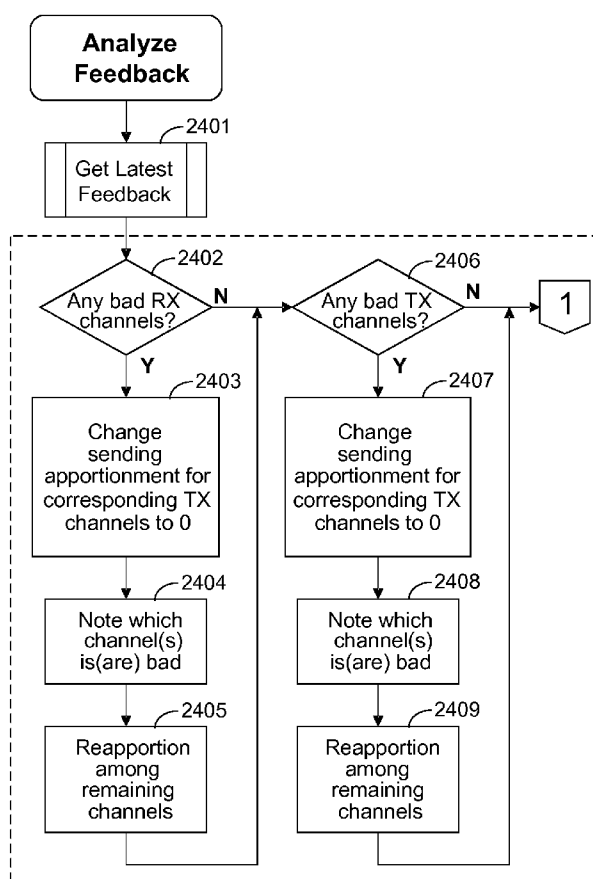 Analyze
Feedback
2401
Get Latest
Feedback
2402
Any bad RX
channels?
N
Y
2403
Change
sending
apportionment for
corresponding TX
channels to 0
2404
Note which
channel(s)
is(are) bad
2405
Reapportion
among
remaining
channels
2406
Any bad TX
channels?
N
Y
1
2407
Change
sending
apportionment for
corresponding TX
channels to 0
2408
Note which
channel(s)
is(are) bad
2409
Reapportion
among
remaining
channels